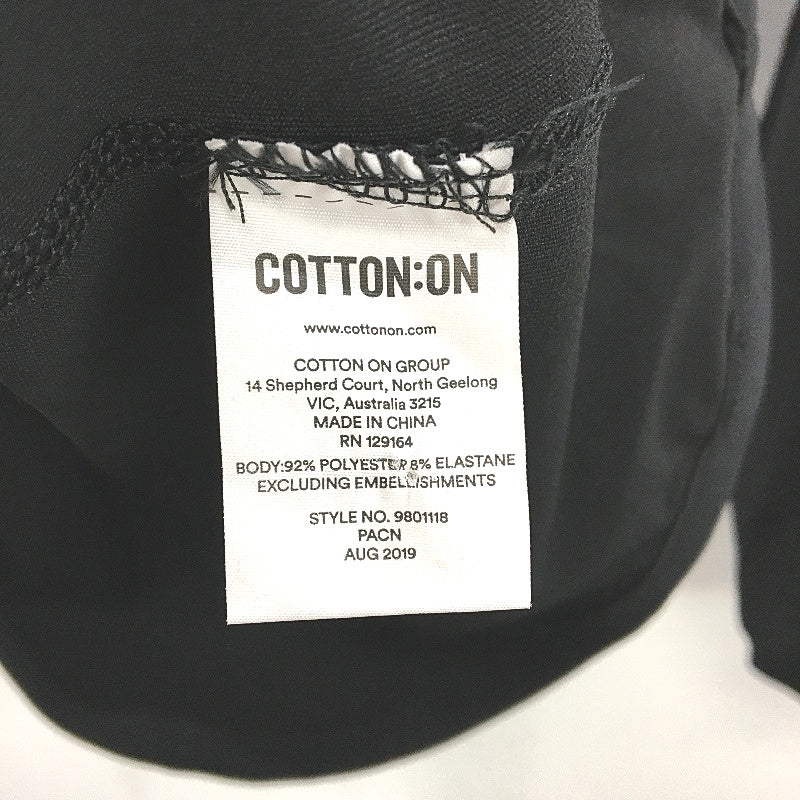 COTTON:ON
www.cottonon.com
COTTON ON GROUP
14 Shepherd Court, North Geelong
VIC, Australia 3215
MADE IN CHINA
RN 129164
BODY:92% POLYESTER 8% ELASTANE
EXCLUDING EMBELLISHMENTS
STYLE NO. 9801118
PACN
AUG 2019